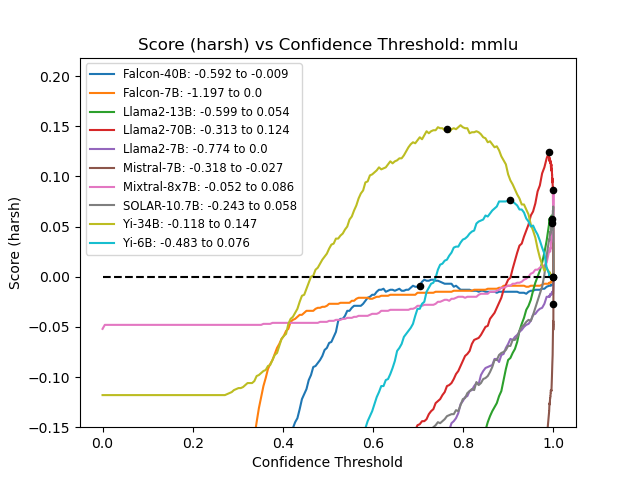 Score (harsh) vs Confidence Threshold: mmlu
Score (harsh)
0.20
0.15
0.10
0.05
0.00
−0.05
−0.10
−0.15
Falcon-40B: -0.592 to -0.009
Falcon-7B: -1.197 to 0.0
Llama2-13B: -0.599 to 0.054
Llama2-70B: -0.313 to 0.124
Llama2-7B: -0.774 to 0.0
Mistral-7B: -0.318 to -0.027
Mixtral-8x7B: -0.052 to 0.086
SOLAR-10.7B: -0.243 to 0.058
Yi-34B: -0.118 to 0.147
Yi-6B: -0.483 to 0.076
0.0 0.2 0.4 0.6 0.8 1.0
Confidence Threshold